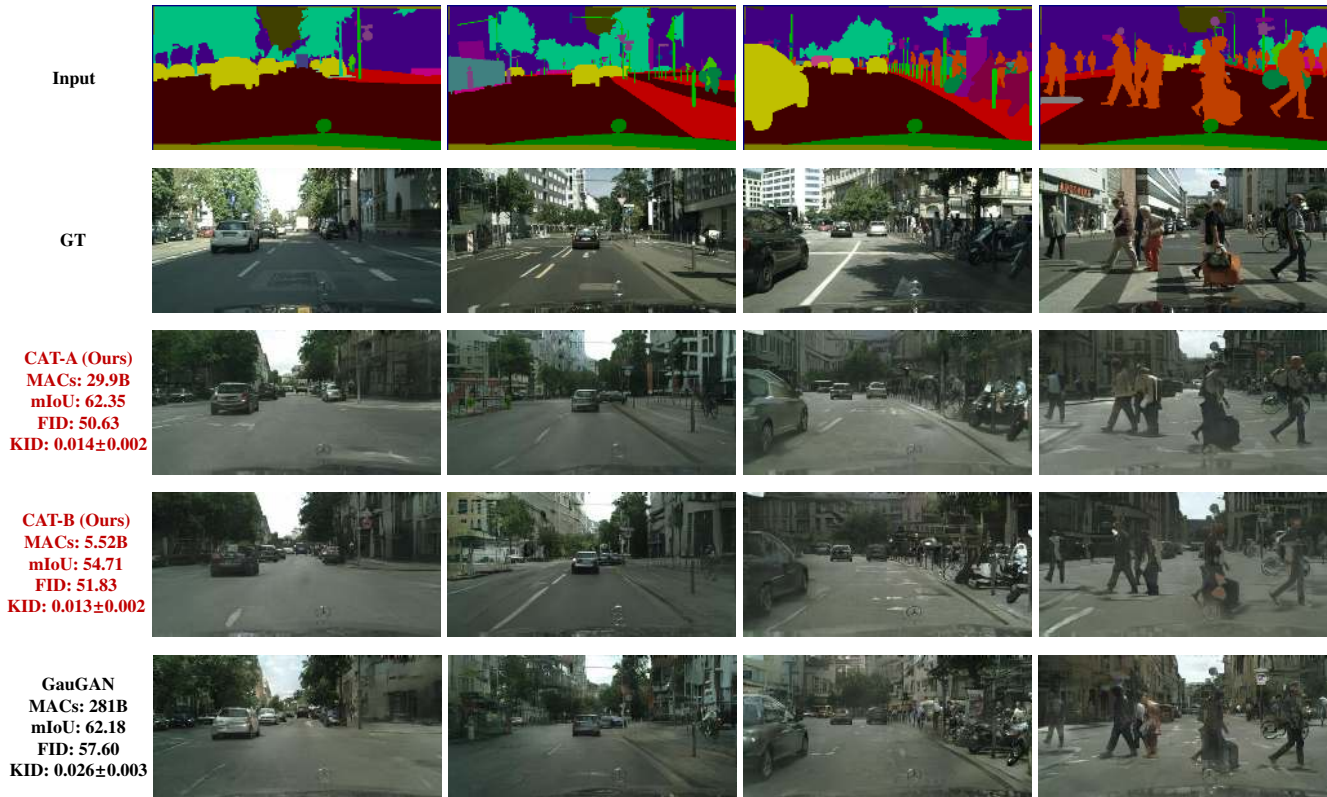 Input
GT
CAT-A (Ours)
MACs: 29.9B
mIoU: 62.35
FID: 50.63
KID: 0.014±0.002
CAT-B (Ours)
MACs: 5.52B
mIoU: 54.71
FID: 51.83
KID: 0.013±0.002
GauGAN
MACs: 281B
mIoU: 62.18
FID: 57.60
KID: 0.026±0.003